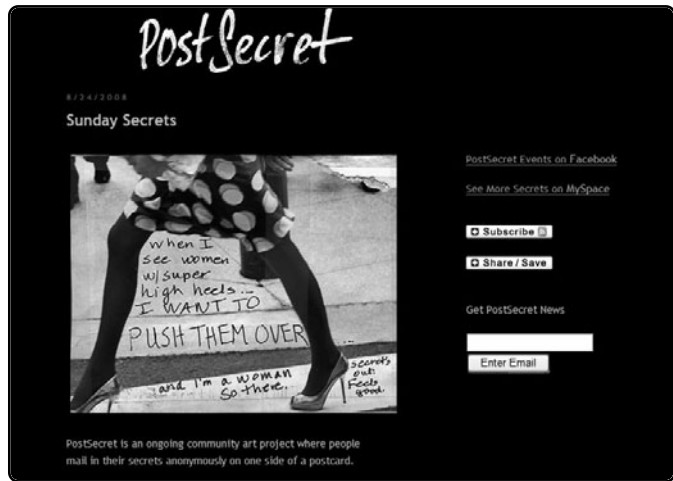 PostSecret
8/24/2008
Sunday Secrets
when I
see women
w/ super
high heels...
I WANT TO
PUSH THEM OVER
...
and I'm a woman
So there.
secret's
out.
Feels
good.
PostSecret is an ongoing community art project where people
mail in their secrets anonymously on one side of a postcard.
PostSecret Events on Facebook
See More Secrets on MySpace
Subscribe
Share / Save
Get PostSecret News
Enter Email